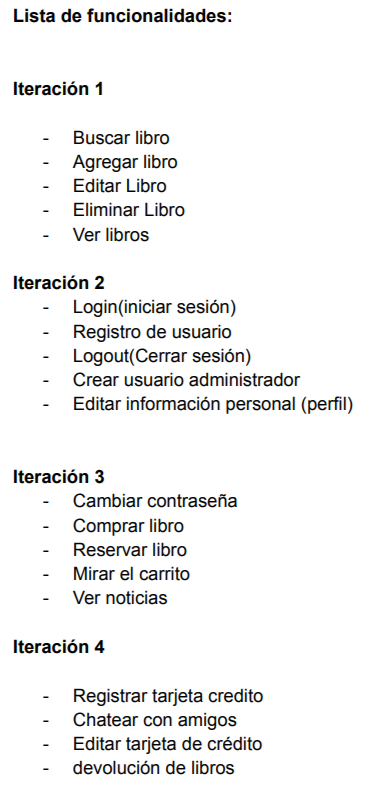 Lista de funcionalidades:
Iteración 1
- Buscar libro
- Agregar libro
- Editar Libro
- Eliminar Libro
- Ver libros
Iteración 2
- Login(iniciar sesión)
- Registro de usuario
- Logout(Cerrar sesión)
- Crear usuario administrador
- Editar información personal (perfil)
Iteración 3
- Cambiar contraseña
- Comprar libro
- Reservar libro
- Mirar el carrito
- Ver noticias
Iteración 4
- Registrar tarjeta credito
- Chatear con amigos
- Editar tarjeta de crédito
- devolución de libros